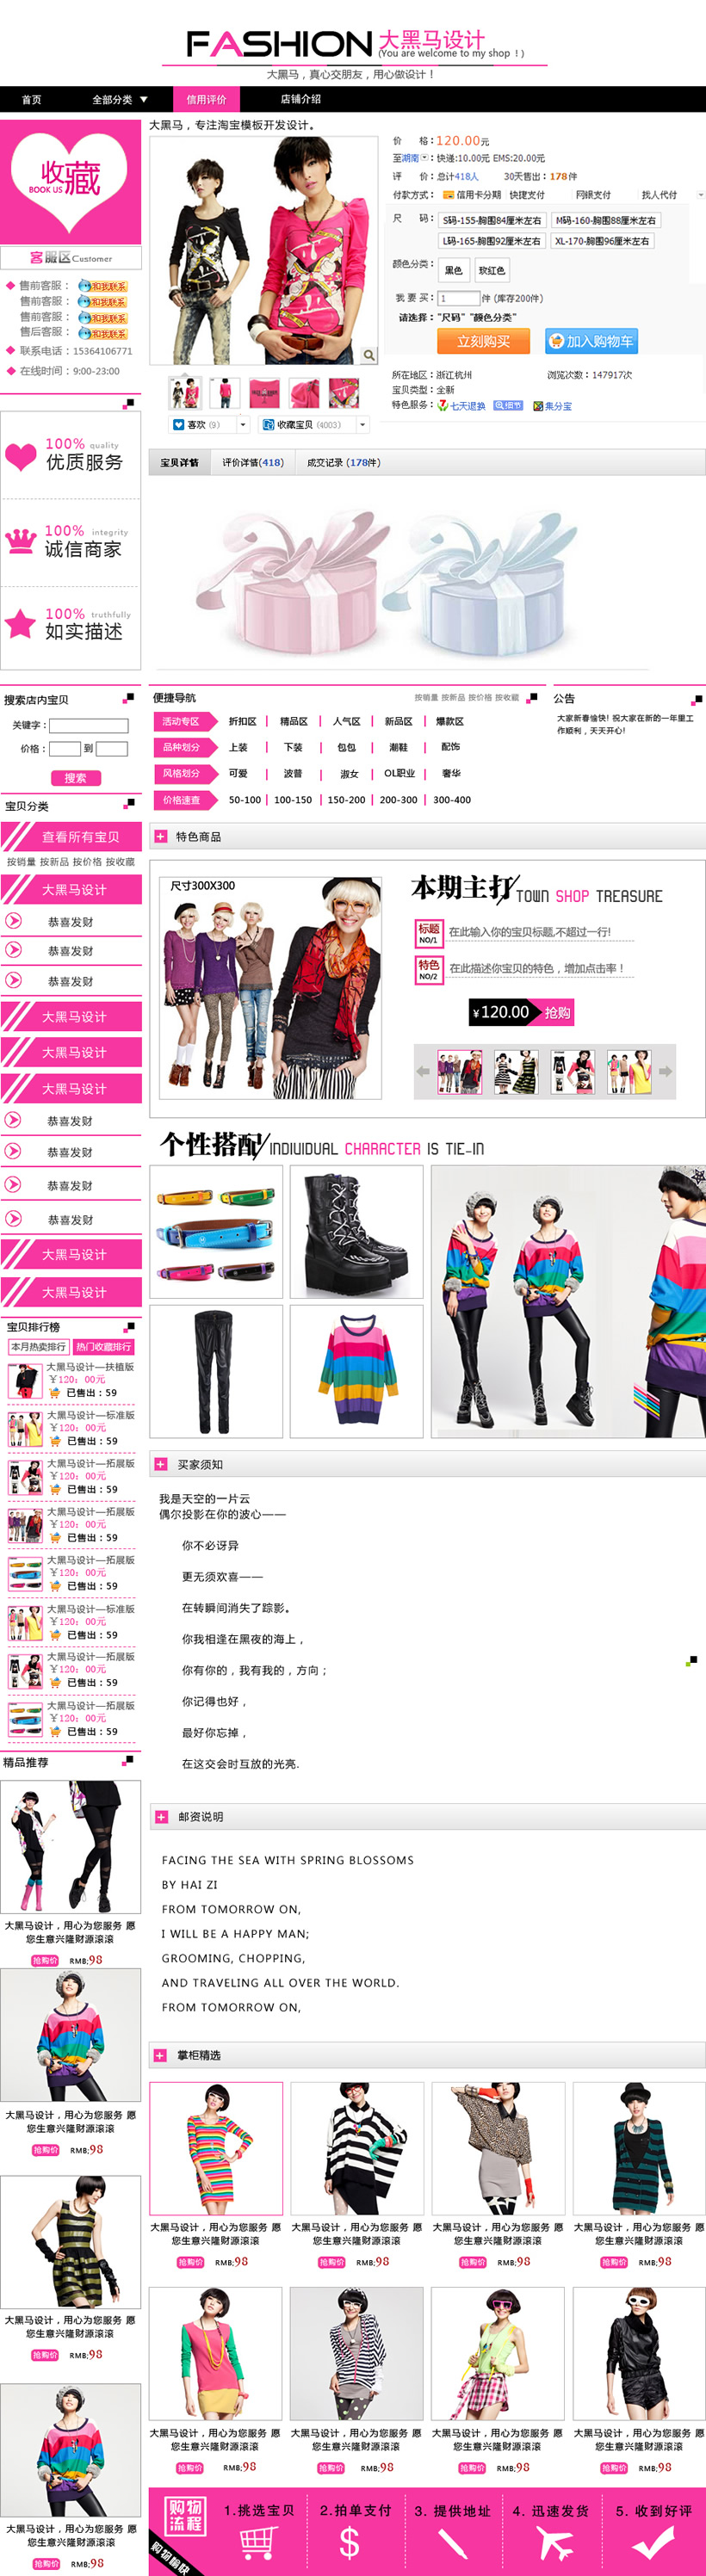 FASHION 大黑马设计
(You are welcome to my shop！)
大黑马，真心交朋友，用心做设计！
首页 全部分类 ▼ 信用评价 店铺介绍
收藏
BOOK US
客服区Customer
售前客服： 和我联系
售前客服： 和我联系
售前客服： 和我联系
售后客服： 和我联系
联系电话：15364106771
在线时间：9:00-23:00
100% quality
优质服务
100% integrity
诚信商家
100% truthfully
如实描述
大黑马，专注淘宝模板开发设计。
喜欢 (9) 收藏宝贝 (4003)
价 格：120.00元
至湖南：快递:10.00元 EMS:20.00元
评 价：总计418人 30天售出：178件
付款方式： 信用卡分期 快捷支付 网银支付 找人代付
尺 码： S码-155-胸围84厘米左右 M码-160-胸围88厘米左右
L码-165-胸围92厘米左右 XL-170-胸围96厘米左右
颜色分类： 黑色 玫红色
我 要 买： 1 件 (库存200件)
请选择："尺码" "颜色分类"
立刻购买 加入购物车
所在地区：浙江杭州 浏览次数：147917次
宝贝类型：全新
特色服务： 七天退换 细节 集分宝
宝贝详情 评价详情(418) 成交记录 (178件)
搜索店内宝贝
关键字：
价格： 到
搜索
便捷导航 按销量 按新品 按价格 按收藏
活动专区 折扣区 精品区 人气区 新品区 爆款区
品种划分 上装 下装 包包 潮鞋 配饰
风格划分 可爱 波普 淑女 OL职业 奢华
价格速查 50-100 100-150 150-200 200-300 300-400
公告
大家新春愉快! 祝大家在新的一年里工
作顺利，天天开心!
宝贝分类
查看所有宝贝
按销量 按新品 按价格 按收藏
大黑马设计
恭喜发财
恭喜发财
恭喜发财
大黑马设计
大黑马设计
大黑马设计
恭喜发财
恭喜发财
恭喜发财
恭喜发财
大黑马设计
大黑马设计
宝贝排行榜
本月热卖排行 热门收藏排行
大黑马设计—扶植版
￥120：00元
已售出：59
大黑马设计—标准版
￥120：00元
已售出：59
大黑马设计—拓展版
￥120：00元
已售出：59
大黑马设计—拓展版
￥120：00元
已售出：59
大黑马设计—拓展版
￥120：00元
已售出：59
大黑马设计—标准版
￥120：00元
已售出：59
大黑马设计—拓展版
￥120：00元
已售出：59
大黑马设计—拓展版
￥120：00元
已售出：59
精品推荐
大黑马设计，用心为您服务 愿
您生意兴隆财源滚滚
抢购价 RMB:98
大黑马设计，用心为您服务 愿
您生意兴隆财源滚滚
抢购价 RMB:98
大黑马设计，用心为您服务 愿
您生意兴隆财源滚滚
抢购价 RMB:98
大黑马设计，用心为您服务 愿
您生意兴隆财源滚滚
抢购价 RMB:98
特色商品
尺寸300X300
本期主打/TOWN SHOP TREASURE
标题 NO/1 在此输入你的宝贝标题,不超过一行!
特色 NO/2 在此描述你宝贝的特色，增加点击率！
¥120.00 抢购
个性搭配/INDIUIDUAL CHARACTER IS TIE-IN
买家须知
我是天空的一片云
偶尔投影在你的波心——
你不必讶异
更无须欢喜——
在转瞬间消失了踪影。
你我相逢在黑夜的海上，
你有你的，我有我的，方向；
你记得也好，
最好你忘掉，
在这交会时互放的光亮.
邮资说明
FACING THE SEA WITH SPRING BLOSSOMS
BY HAI ZI
FROM TOMORROW ON,
I WILL BE A HAPPY MAN;
GROOMING, CHOPPING,
AND TRAVELING ALL OVER THE WORLD.
FROM TOMORROW ON,
掌柜精选
大黑马设计，用心为您服务 愿 大黑马设计，用心为您服务 愿 大黑马设计，用心为您服务 愿 大黑马设计，用心为您服务 愿
您生意兴隆财源滚滚 您生意兴隆财源滚滚 您生意兴隆财源滚滚 您生意兴隆财源滚滚
抢购价 RMB:98 抢购价 RMB:98 抢购价 RMB:98 抢购价 RMB:98
大黑马设计，用心为您服务 愿 大黑马设计，用心为您服务 愿 大黑马设计，用心为您服务 愿 大黑马设计，用心为您服务 愿
您生意兴隆财源滚滚 您生意兴隆财源滚滚 您生意兴隆财源滚滚 您生意兴隆财源滚滚
抢购价 RMB:98 抢购价 RMB:98 抢购价 RMB:98 抢购价 RMB:98
购物流程 1.挑选宝贝 2.拍单支付 3. 提供地址 4. 迅速发货 5. 收到好评
购物愉快